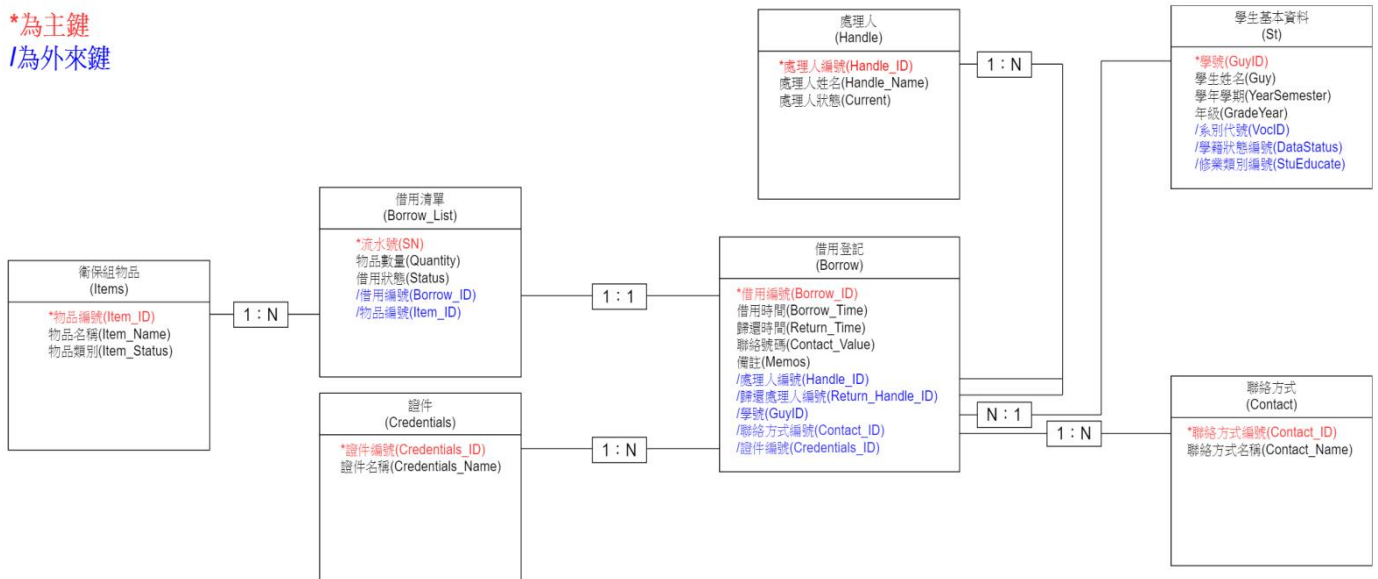 *為主鍵
/為外來鍵
處理人
(Handle)
*處理人編號(Handle_ID)
處理人姓名(Handle_Name)
處理人狀態(Current)
1：N
學生基本資料
(St)
*學號(GuyID)
學生姓名(Guy)
學年學期(YearSemester)
年級(GradeYear)
/系別代號(VocID)
/學籍狀態編號(DataStatus)
/修業類別編號(StuEducate)
借用清單
(Borrow_List)
*流水號(SN)
物品數量(Quantity)
借用狀態(Status)
/借用編號(Borrow_ID)
/物品編號(Item_ID)
衛保組物品
(Items)
*物品編號(Item_ID)
物品名稱(Item_Name)
物品類別(Item_Status)
1：N
1：1
借用登記
(Borrow)
*借用編號(Borrow_ID)
借用時間(Borrow_Time)
歸還時間(Return_Time)
聯絡號碼(Contact_Value)
備註(Memos)
/處理人編號(Handle_ID)
/歸還處理人編號(Return_Handle_ID)
/學號(GuyID)
/聯絡方式編號(Contact_ID)
/證件編號(Credentials_ID)
證件
(Credentials)
*證件編號(Credentials_ID)
證件名稱(Credentials_Name)
1：N
N：1
1：N
聯絡方式
(Contact)
*聯絡方式編號(Contact_ID)
聯絡方式名稱(Contact_Name)